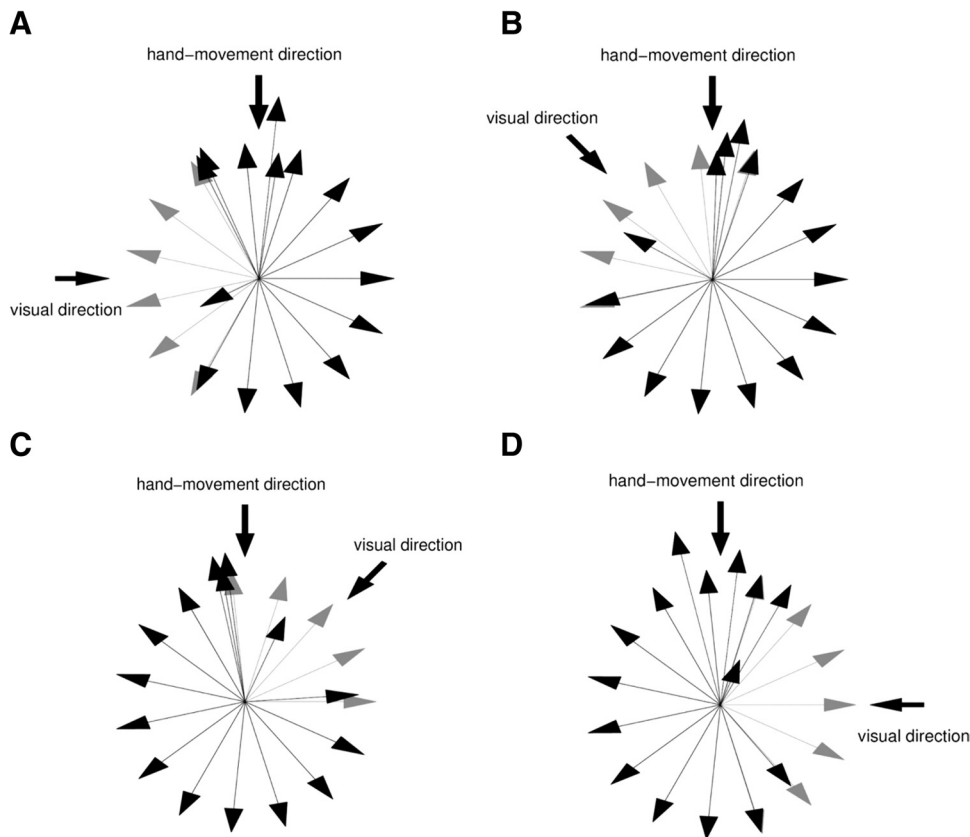 A
B
hand−movement direction
hand−movement direction
visual direction
visual direction
C
D
hand−movement direction
hand−movement direction
visual direction
visual direction